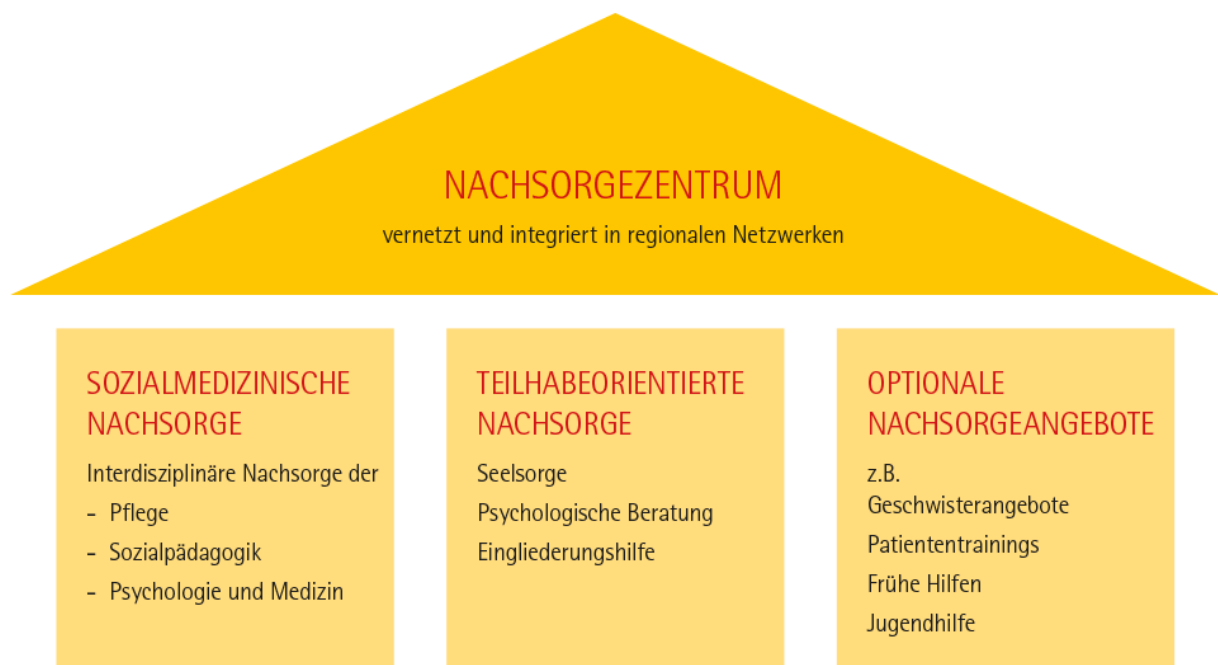 NACHSORGEZENTRUM
vernetzt und integriert in regionalen Netzwerken
SOZIALMEDIZINISCHE
NACHSORGE
Interdisziplinäre Nachsorge der
- Pflege
- Sozialpädagogik
- Psychologie und Medizin
TEILHABEORIENTIERTE
NACHSORGE
Seelsorge
Psychologische Beratung
Eingliederungshilfe
OPTIONALE
NACHSORGEANGEBOTE
z.B.
Geschwisterangebote
Patiententrainings
Frühe Hilfen
Jugendhilfe